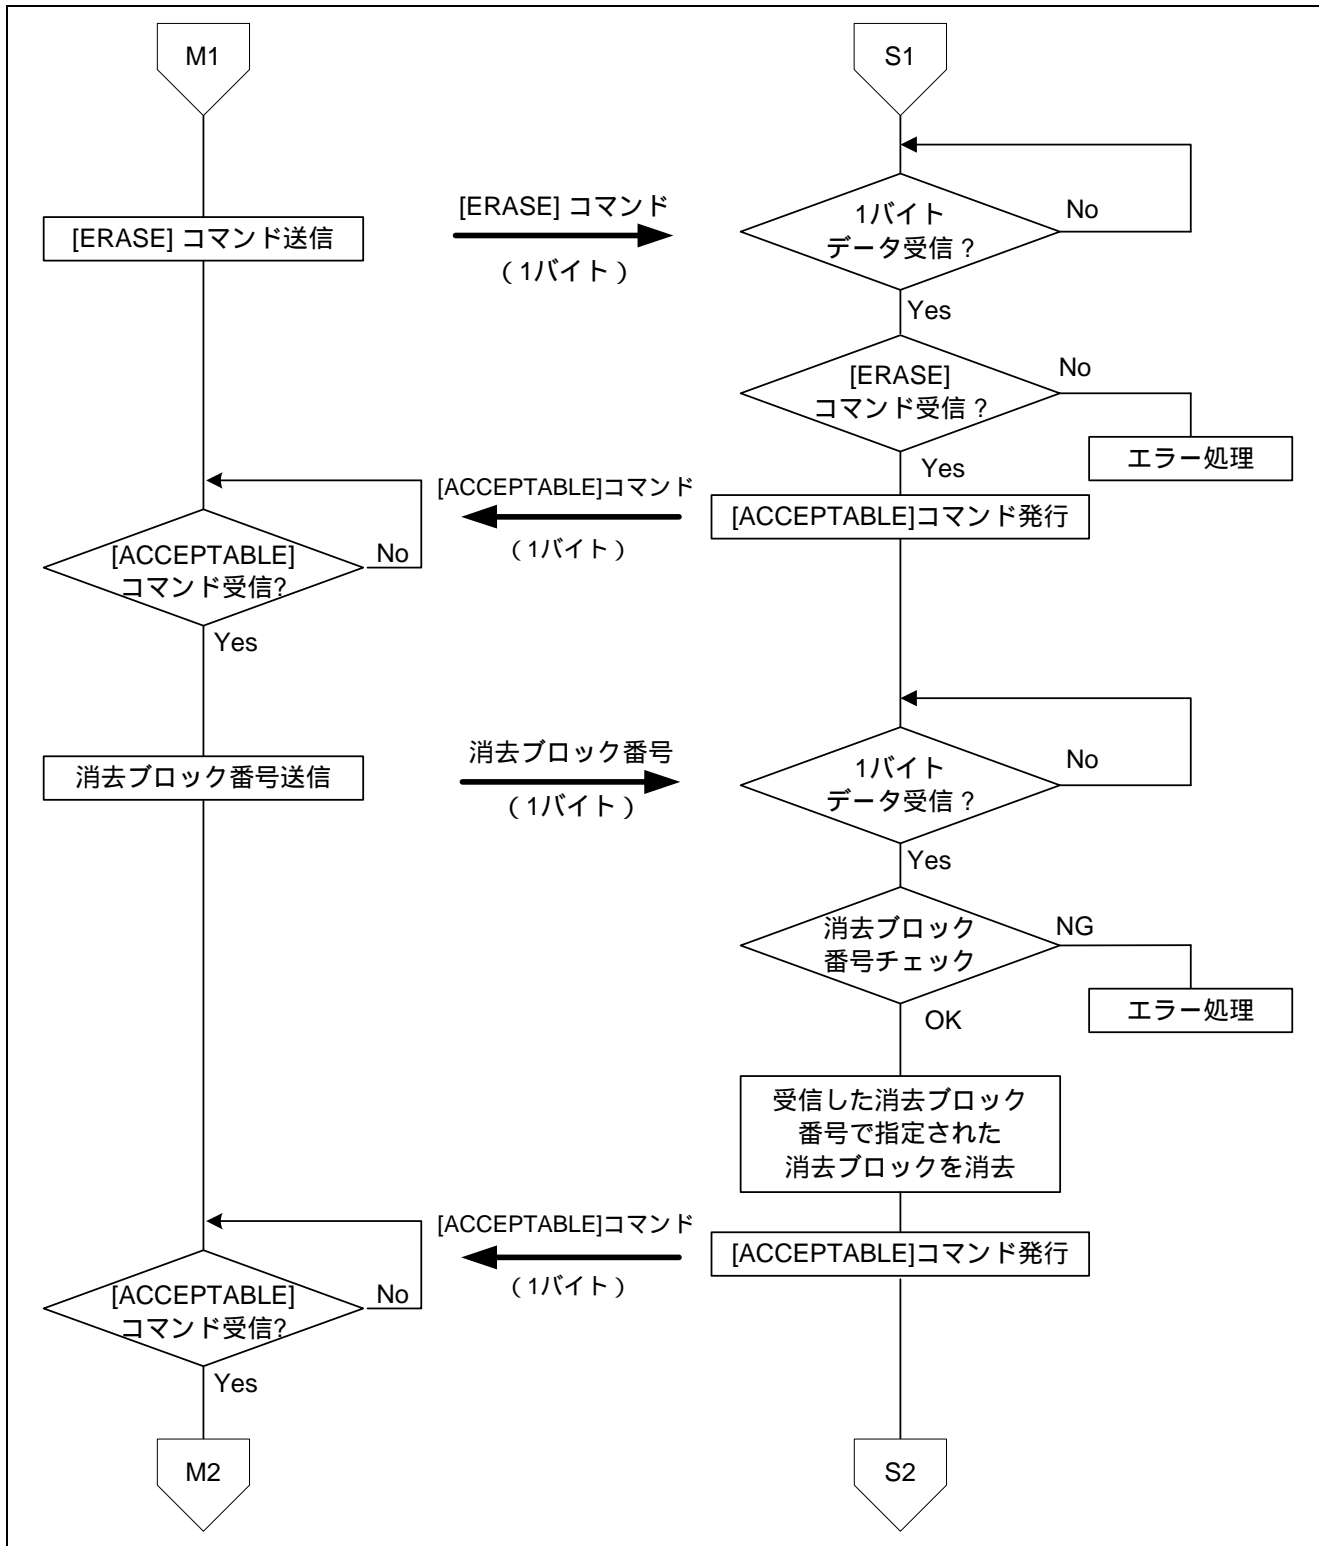 M1
S1
[ERASE] コマンド送信
[ERASE] コマンド
（1バイト）
1バイト
データ受信？
No
Yes
[ERASE]
コマンド受信？
No
エラー処理
Yes
[ACCEPTABLE]コマンド発行
[ACCEPTABLE]コマンド
（1バイト）
[ACCEPTABLE]
コマンド受信?
No
Yes
消去ブロック番号送信
消去ブロック番号
（1バイト）
1バイト
データ受信？
No
Yes
消去ブロック
番号チェック
NG
エラー処理
OK
受信した消去ブロック
番号で指定された
消去ブロックを消去
[ACCEPTABLE]コマンド発行
[ACCEPTABLE]コマンド
（1バイト）
[ACCEPTABLE]
コマンド受信?
No
Yes
M2
S2